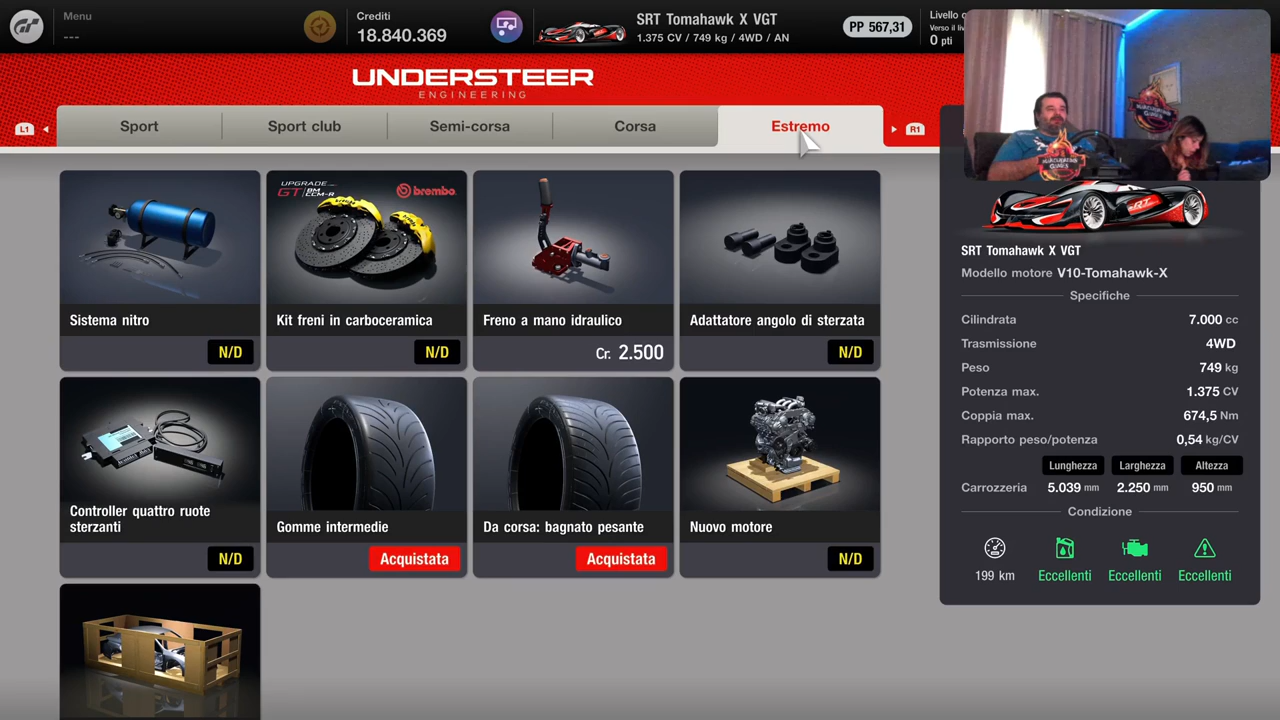 Menu
---
Crediti
18.840.369
SRT Tomahawk X VGT
1.375 CV / 749 kg / 4WD / AN
PP 567,31
Livello
Verso il
0 pti
UNDERSTEER
ENGINEERING
L1
Sport
Sport club
Semi-corsa
Corsa
Estremo
R1
UPGRADE
GT BM CCM-R
brembo
Sistema nitro
N/D
Kit freni in carboceramica
N/D
Freno a mano idraulico
Cr. 2.500
Adattatore angolo di sterzata
N/D
Controller quattro ruote
sterzanti
N/D
Gomme intermedie
Acquistata
Da corsa: bagnato pesante
Acquistata
Nuovo motore
N/D
SRT
SRT Tomahawk X VGT
Modello motore V10-Tomahawk-X
Specifiche
Cilindrata 7.000 cc
Trasmissione 4WD
Peso 749 kg
Potenza max. 1.375 CV
Coppia max. 674,5 Nm
Rapporto peso/potenza 0,54 kg/CV
Lunghezza Larghezza Altezza
Carrozzeria 5.039 mm 2.250 mm 950 mm
Condizione
199 km Eccellenti Eccellenti Eccellenti